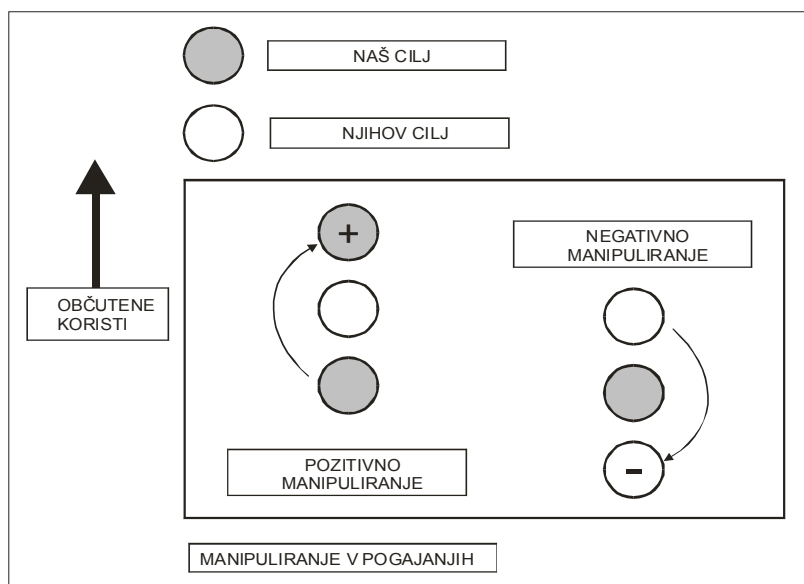 NAŠ CILJ
NJIHOV CILJ
+
NEGATIVNO
MANIPULIRANJE
OBČUTENE
KORISTI
POZITIVNO
MANIPULIRANJE
-
MANIPULIRANJE V POGAJANJIH